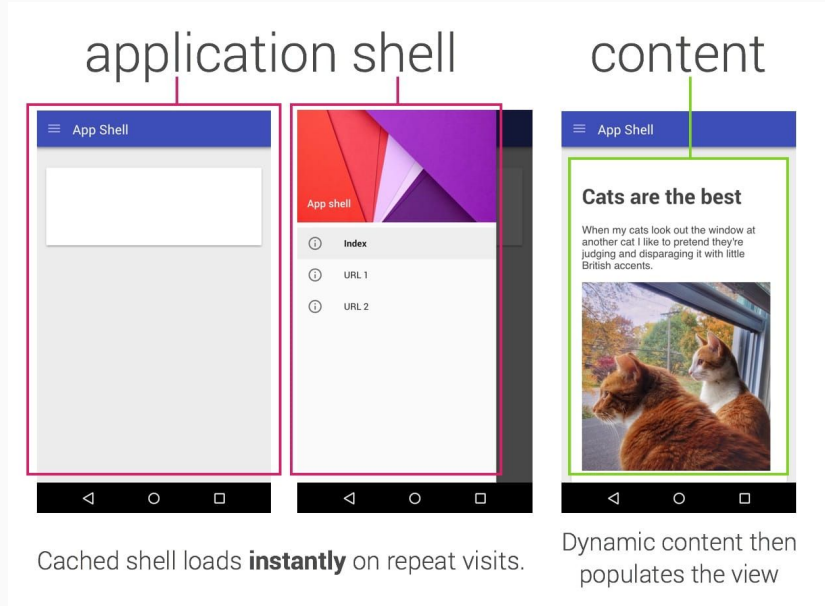 application shell
content
App Shell
App shell
Index
URL 1
URL 2
App Shell
Cats are the best
When my cats look out the window at
another cat I like to pretend they're
judging and disparaging it with little
British accents.
Cached shell loads instantly on repeat visits.
Dynamic content then
populates the view